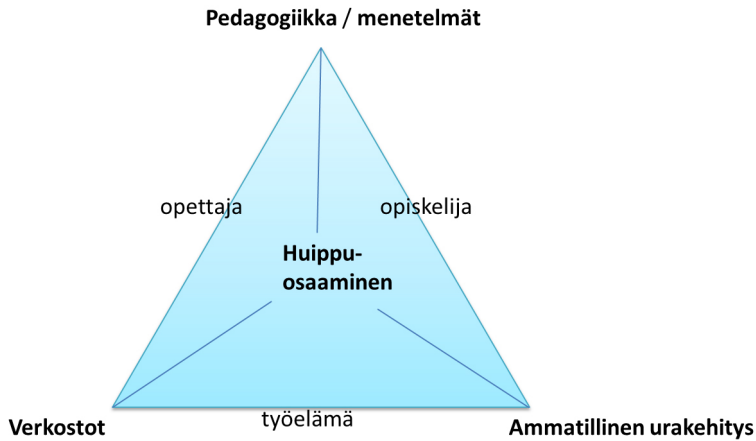 Pedagogiikka / menetelmät
opettaja
opiskelija
Huippu-
osaaminen
työelämä
Verkostot
Ammatillinen urakehitys